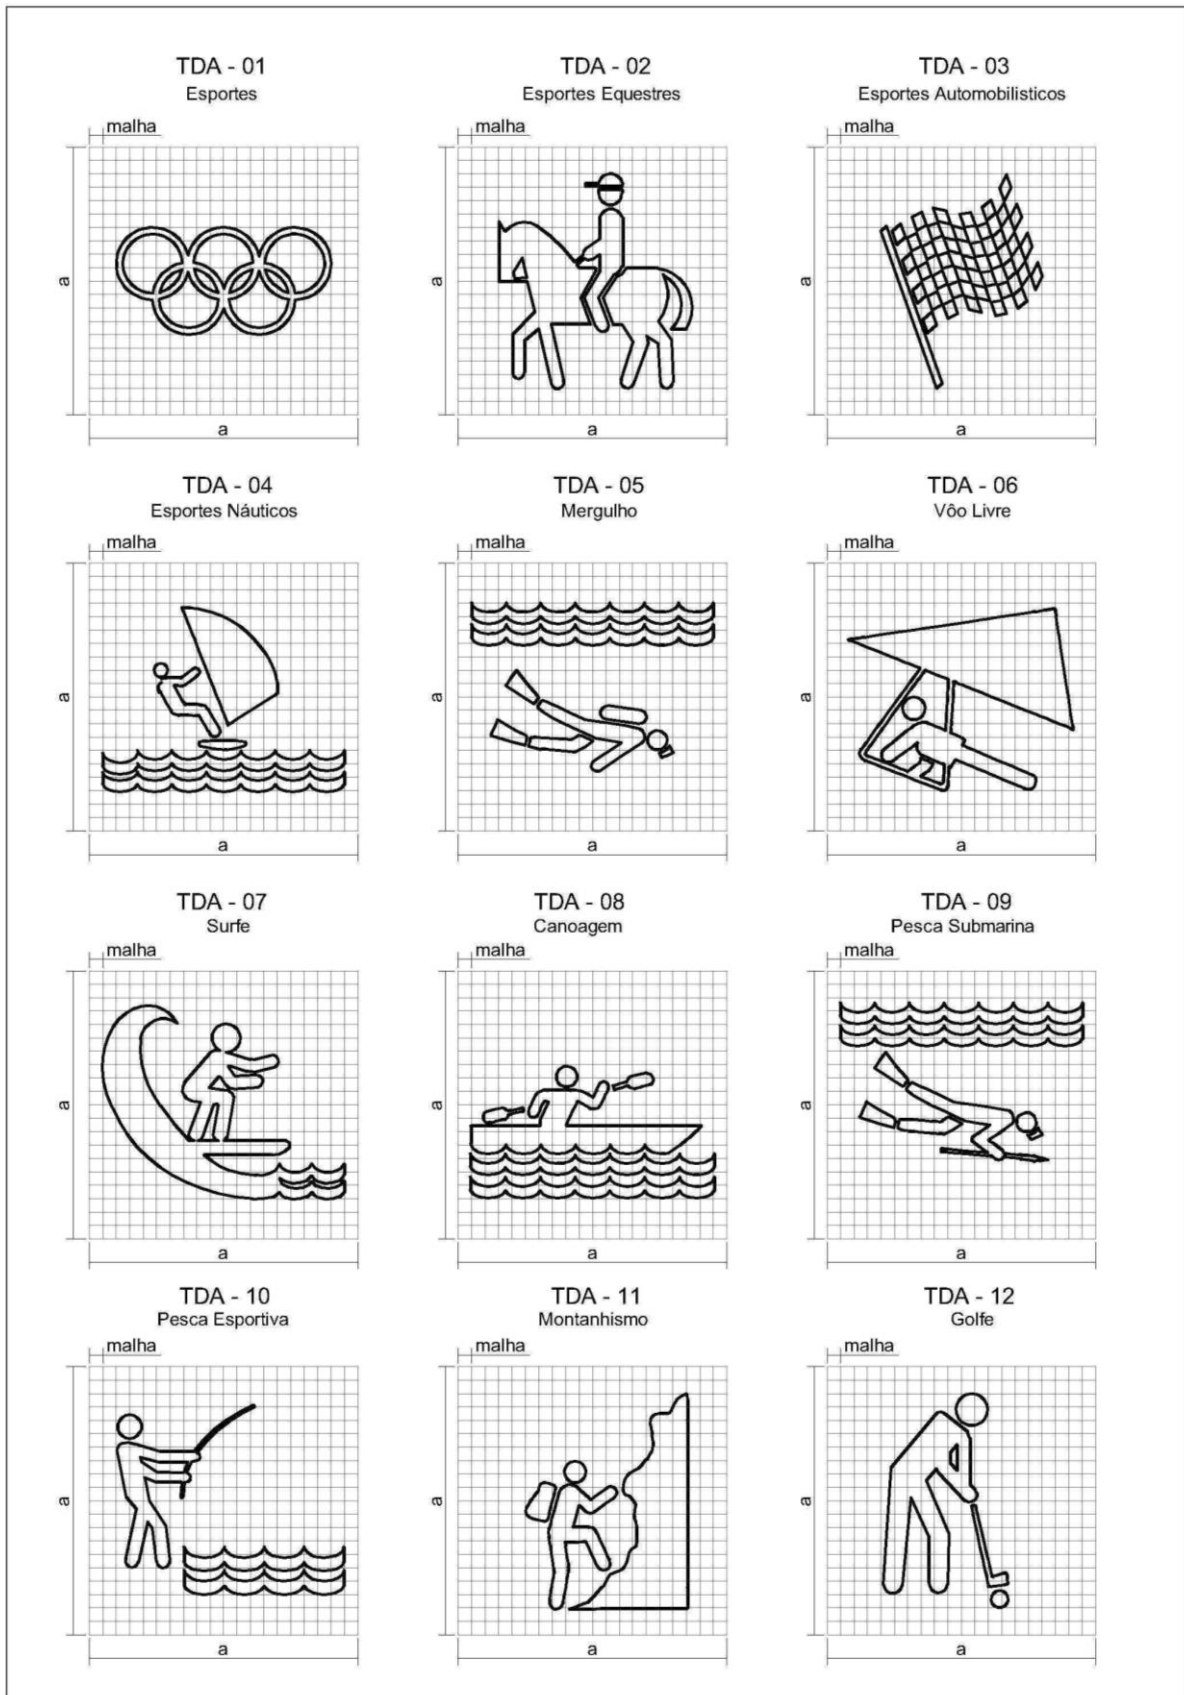 TDA - 01
Esportes
malha
a
a
TDA - 02
Esportes Equestres
malha
a
a
TDA - 03
Esportes Automobilisticos
malha
a
a
TDA - 04
Esportes Náuticos
malha
a
a
TDA - 05
Mergulho
malha
a
a
TDA - 06
Vôo Livre
malha
a
a
TDA - 07
Surfe
malha
a
a
TDA - 08
Canoagem
malha
a
a
TDA - 09
Pesca Submarina
malha
a
a
TDA - 10
Pesca Esportiva
malha
a
a
TDA - 11
Montanhismo
malha
a
a
TDA - 12
Golfe
malha
a
a